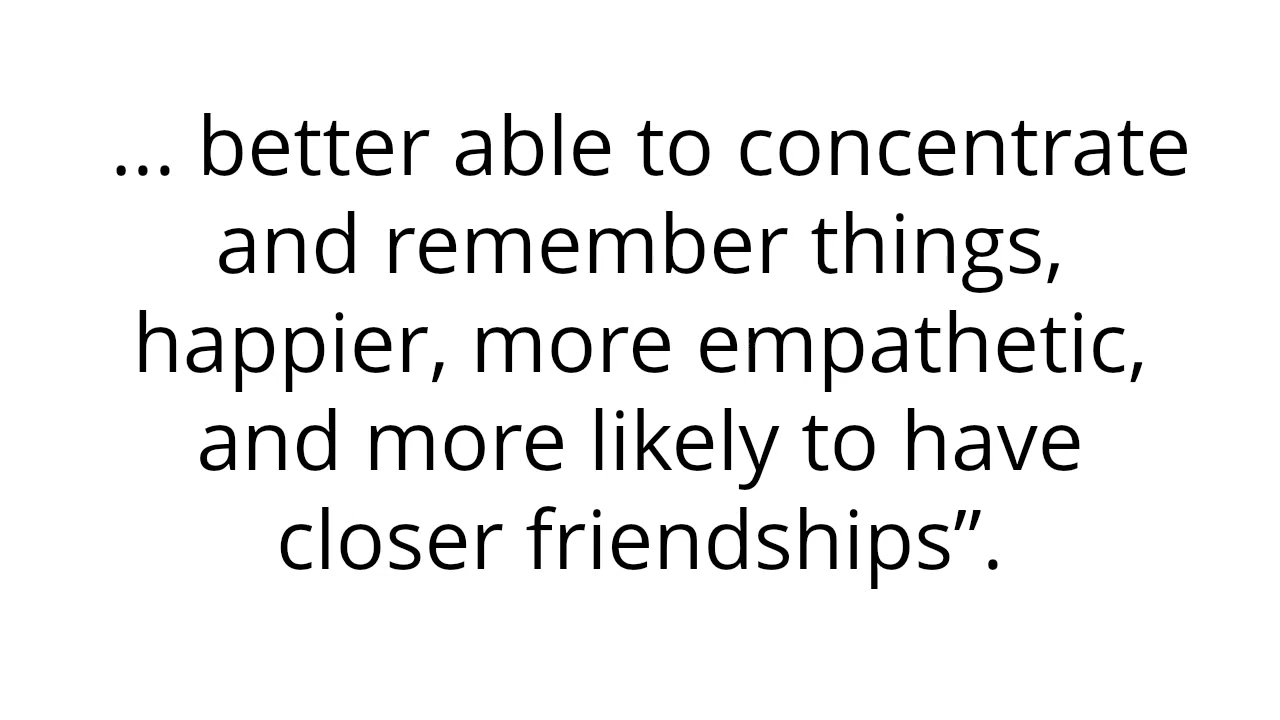 ... better able to concentrate
and remember things,
happier, more empathetic,
and more likely to have
closer friendships”.